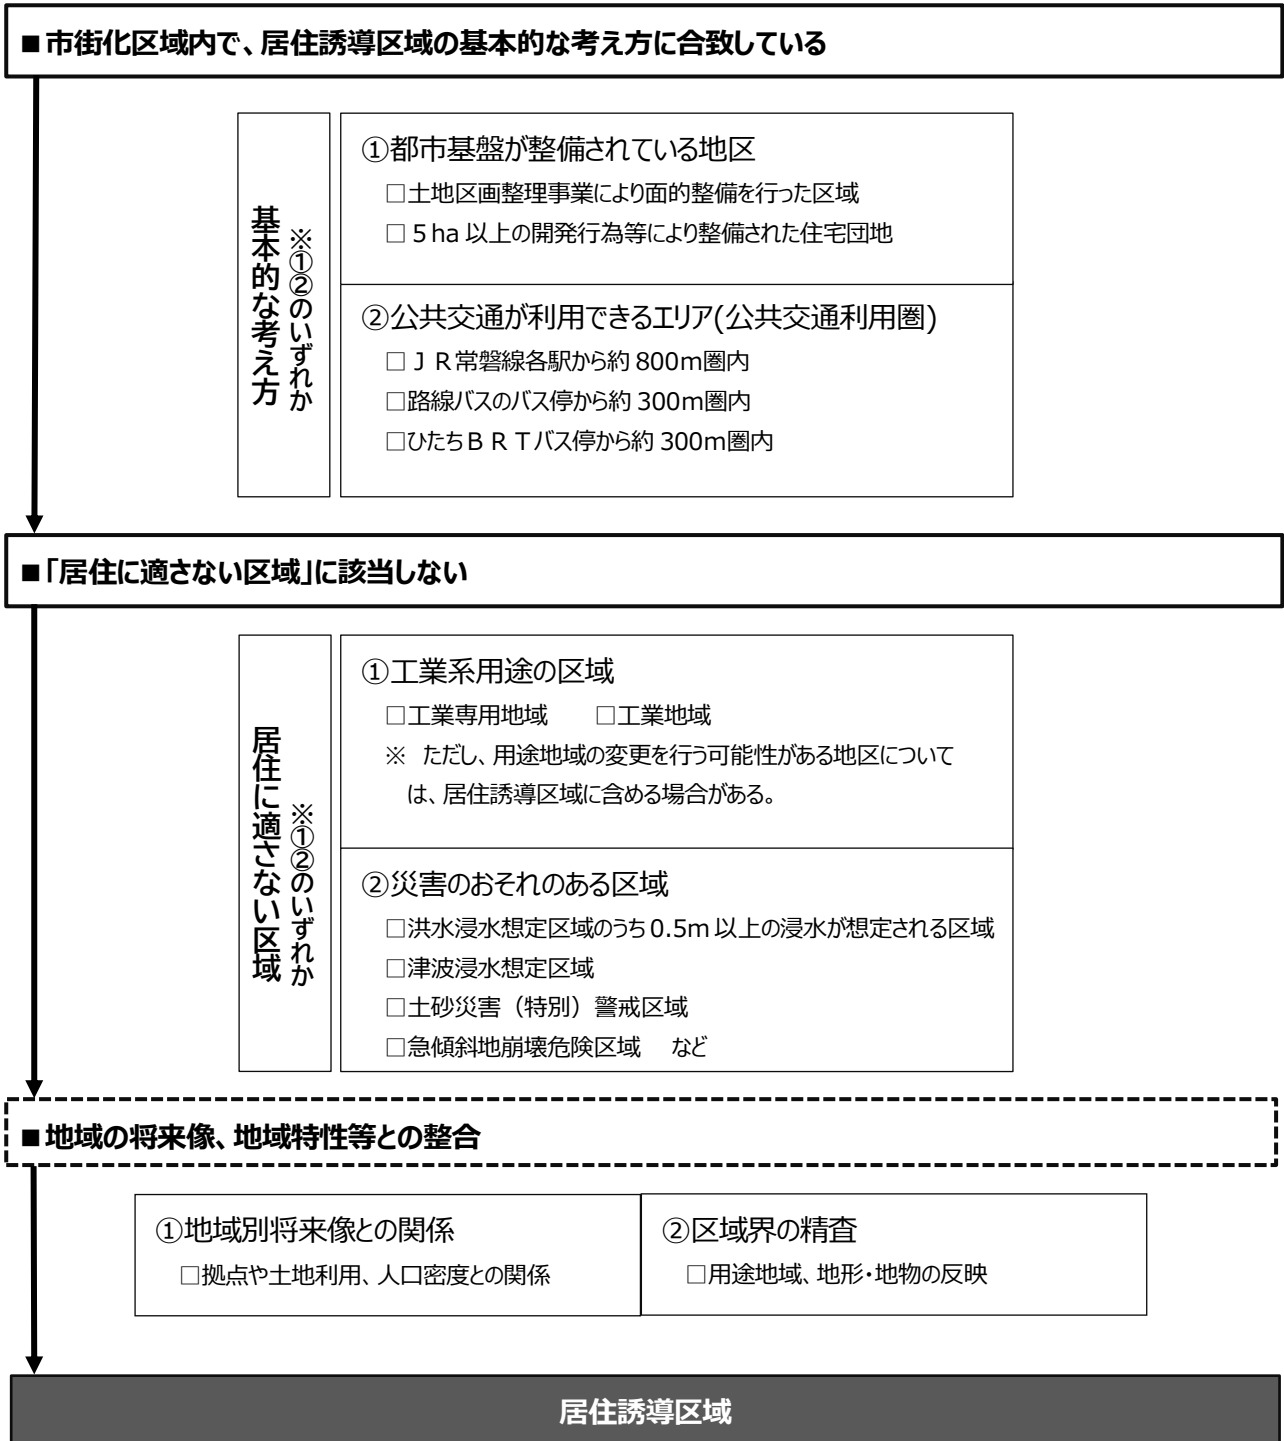 ■市街化区域内で、居住誘導区域の基本的な考え方に合致している
基本的な考え方
※①②のいずれか
①都市基盤が整備されている地区
□土地区画整理事業により面的整備を行った区域
□５ha 以上の開発行為等により整備された住宅団地
②公共交通が利用できるエリア(公共交通利用圏)
□ＪＲ常磐線各駅から約 800m圏内
□路線バスのバス停から約 300m圏内
□ひたちＢＲＴバス停から約 300m圏内
■「居住に適さない区域」に該当しない
居住に適さない区域
※①②のいずれか
①工業系用途の区域
□工業専用地域　　□工業地域
※　ただし、用途地域の変更を行う可能性がある地区について
は、居住誘導区域に含める場合がある。
②災害のおそれのある区域
□洪水浸水想定区域のうち 0.5m 以上の浸水が想定される区域
□津波浸水想定区域
□土砂災害（特別）警戒区域
□急傾斜地崩壊危険区域　など
■地域の将来像、地域特性等との整合
①地域別将来像との関係
□拠点や土地利用、人口密度との関係
②区域界の精査
□用途地域、地形・地物の反映
居住誘導区域